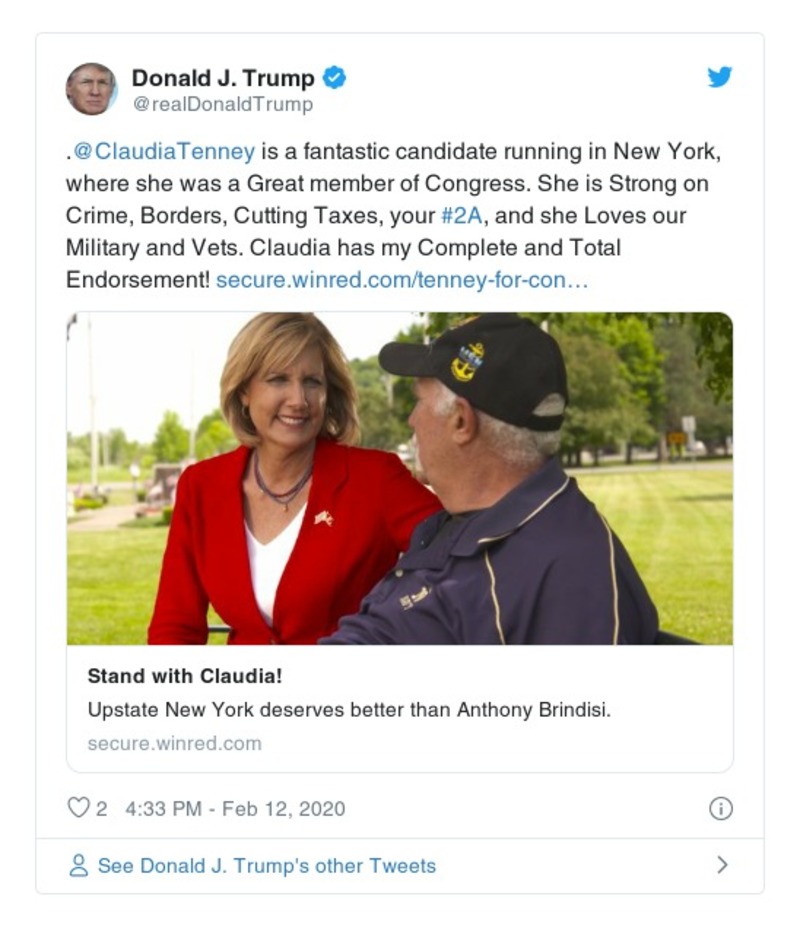 Donald J. Trump
@realDonaldTrump
.@ClaudiaTenney is a fantastic candidate running in New York,
where she was a Great member of Congress. She is Strong on
Crime, Borders, Cutting Taxes, your #2A, and she Loves our
Military and Vets. Claudia has my Complete and Total
Endorsement! secure.winred.com/tenney-for-con…
Stand with Claudia!
Upstate New York deserves better than Anthony Brindisi.
secure.winred.com
2 4:33 PM - Feb 12, 2020
See Donald J. Trump's other Tweets